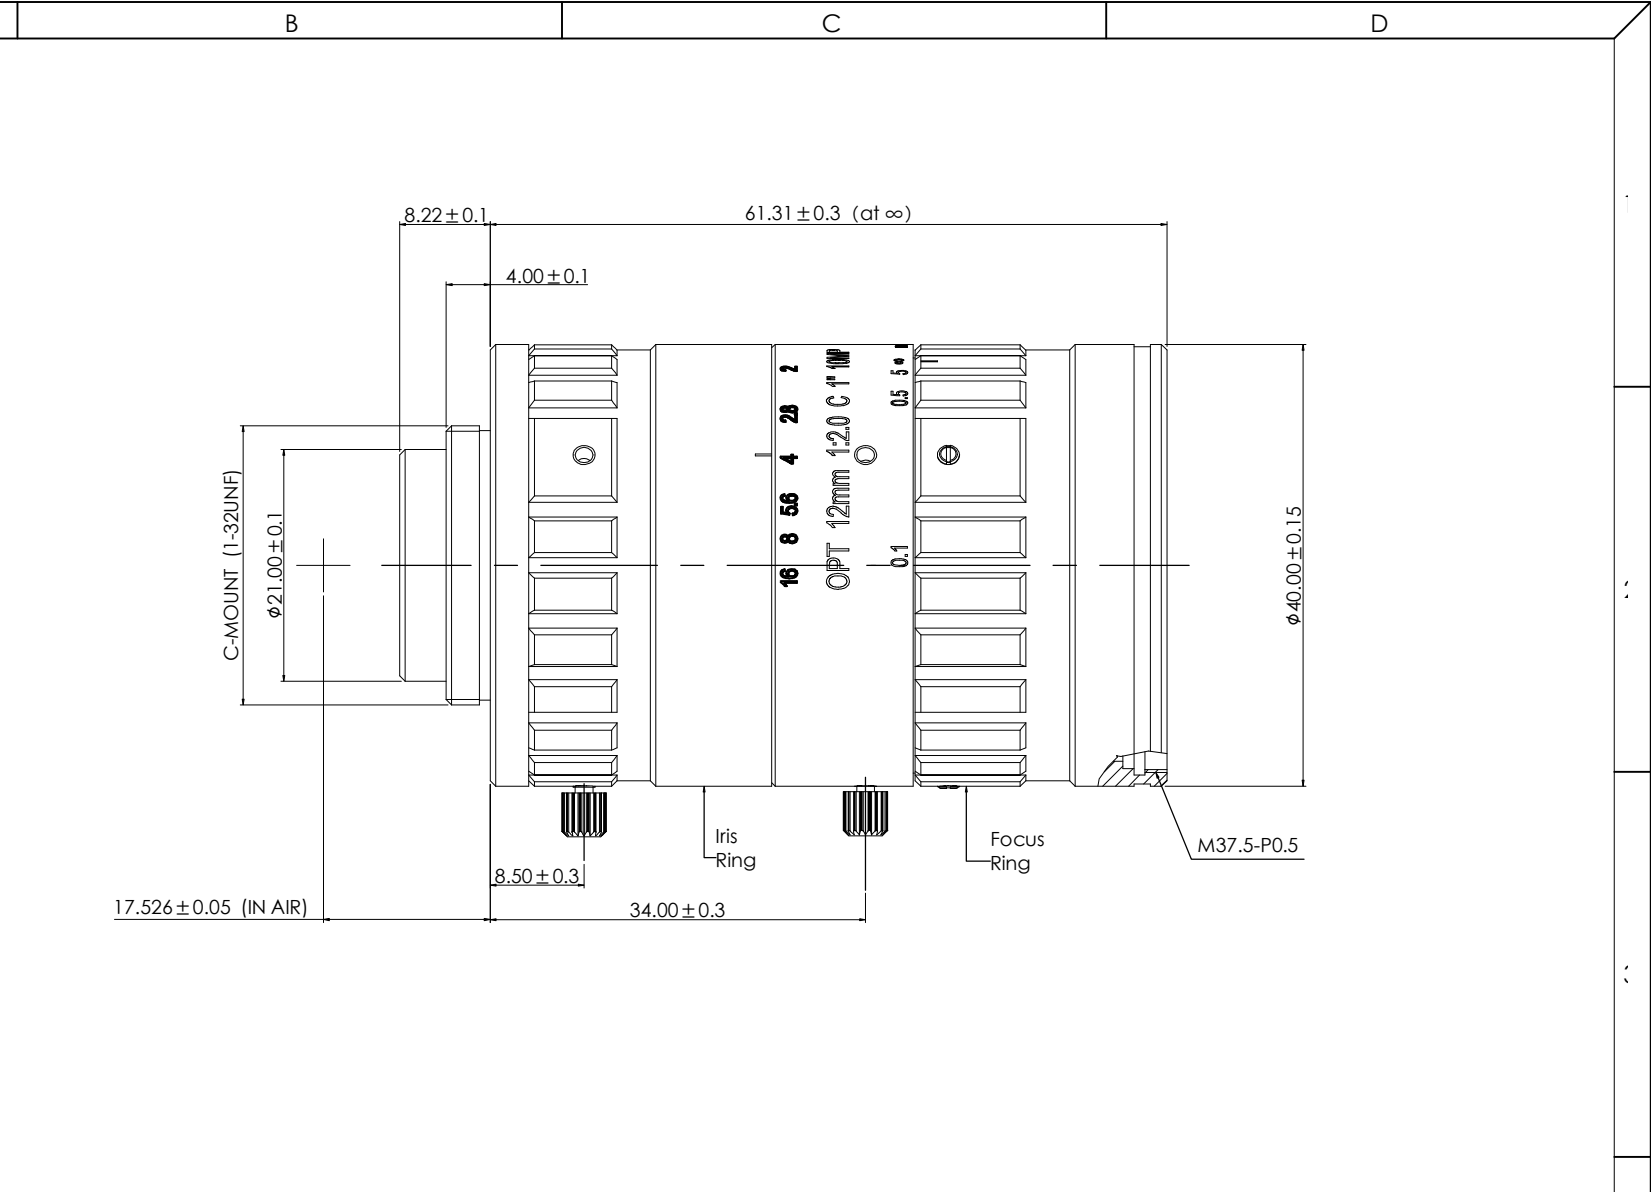 B
C
D
8.22±0.1
61.31±0.3 (at ∞)
4.00±0.1
C-MOUNT (1-32UNF)
ϕ21.00±0.1
2
2.8
4
5.6
8
16
OPT 12mm 1:2.0 C 1" 10MP
∞
5
0.5
0.1
ϕ40.00±0.15
Iris
Ring
Focus
Ring
M37.5-P0.5
8.50±0.3
17.526±0.05 (IN AIR)
34.00±0.3